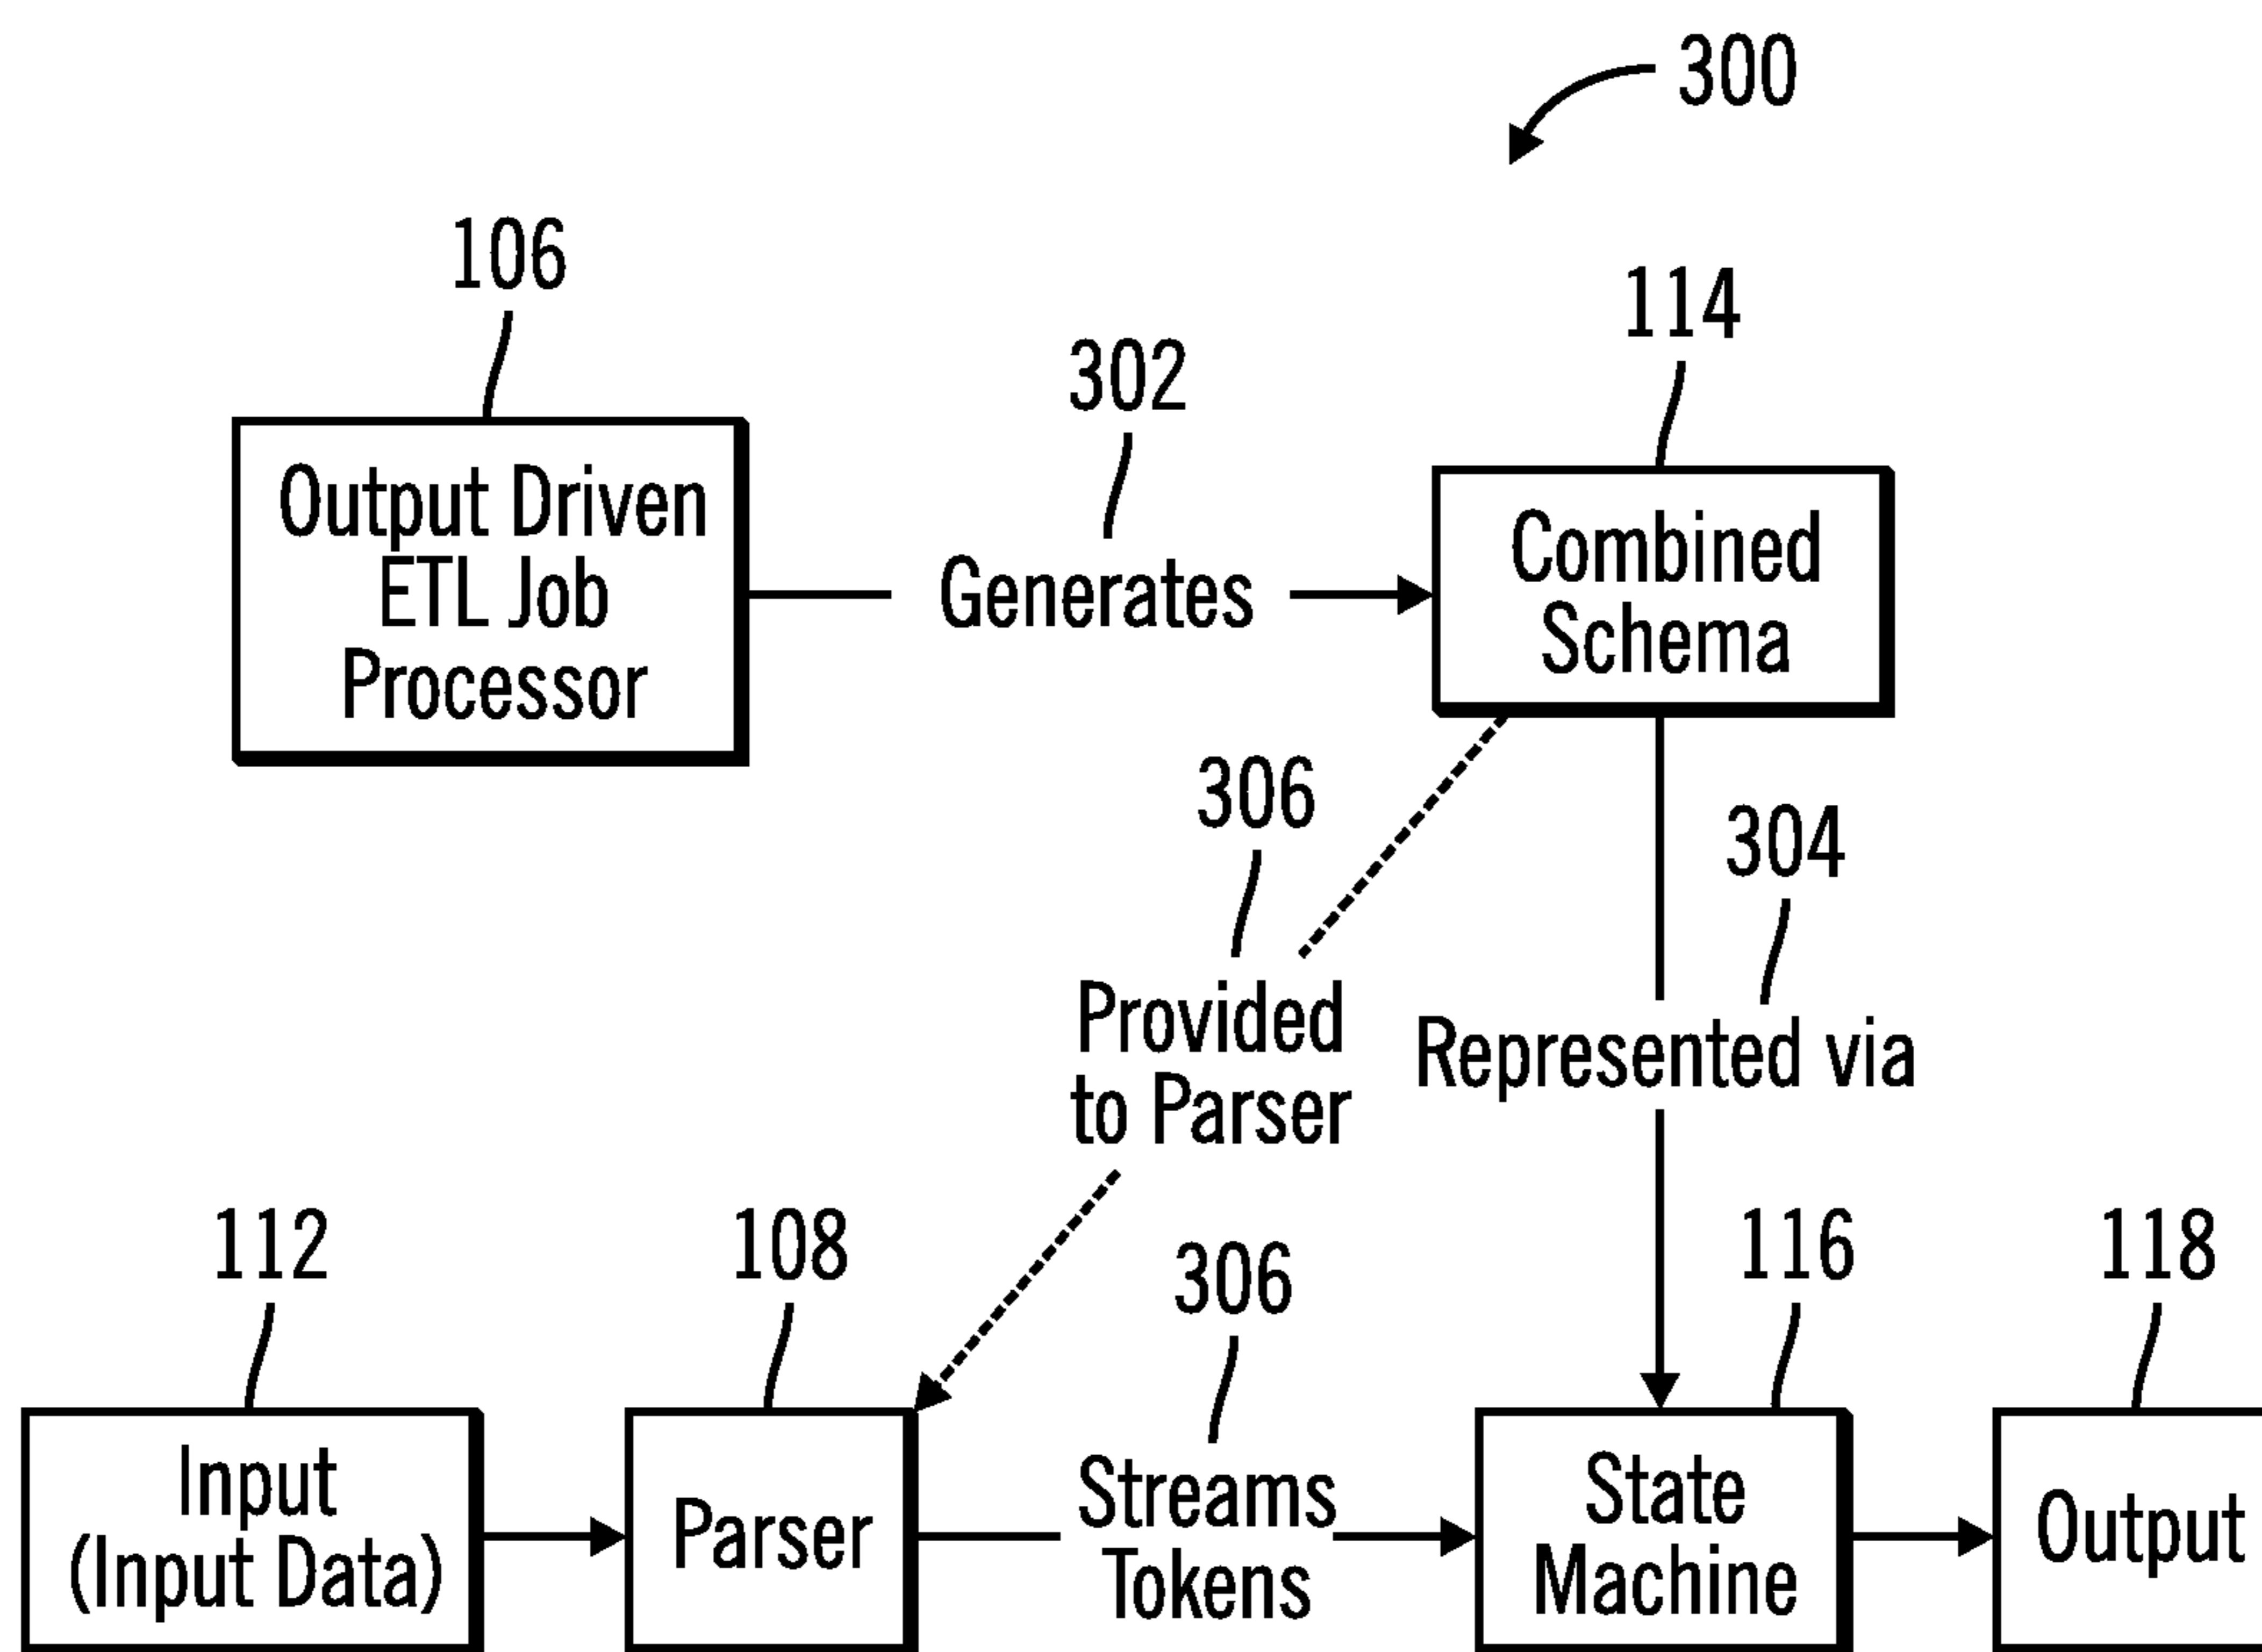 300
106
114
302
Output Driven
ETL Job
Processor
Generates
Combined
Schema
306
304
Provided
to Parser
Represented via
112
108
306
116
118
Input
(Input Data)
Parser
Streams
Tokens
State
Machine
Output